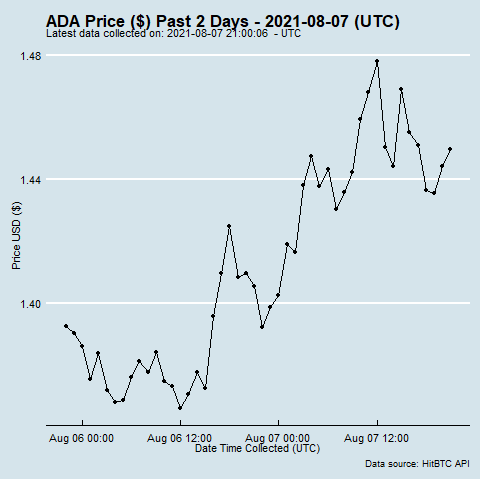 ADA Price ($) Past 2 Days - 2021-08-07 (UTC)
Latest data collected on: 2021-08-07 21:00:06  - UTC
1.48
1.44
1.40
Price USD ($)
Aug 06 00:00
Aug 06 12:00
Aug 07 00:00
Aug 07 12:00
Date Time Collected (UTC)
Data source: HitBTC API